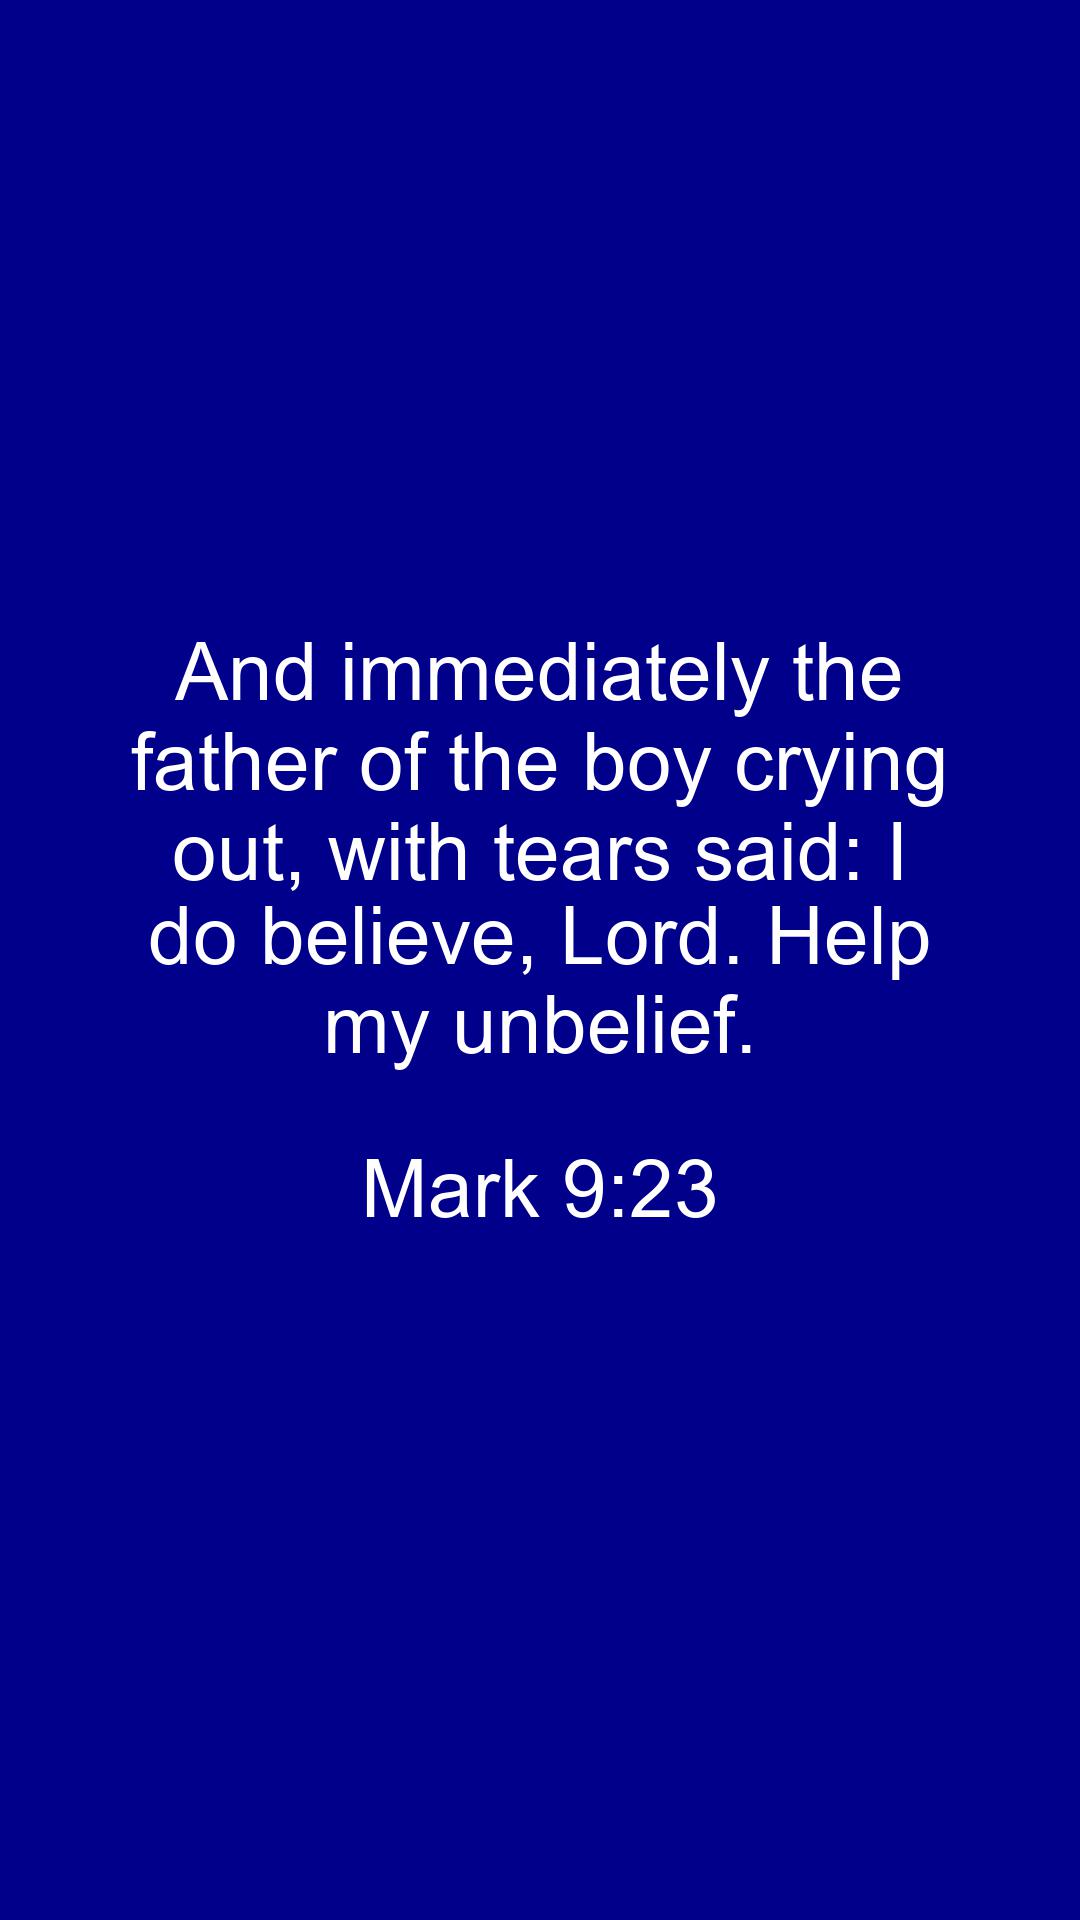 And immediately the
father of the boy crying
out, with tears said: I
do believe, Lord. Help
my unbelief.
Mark 9:23